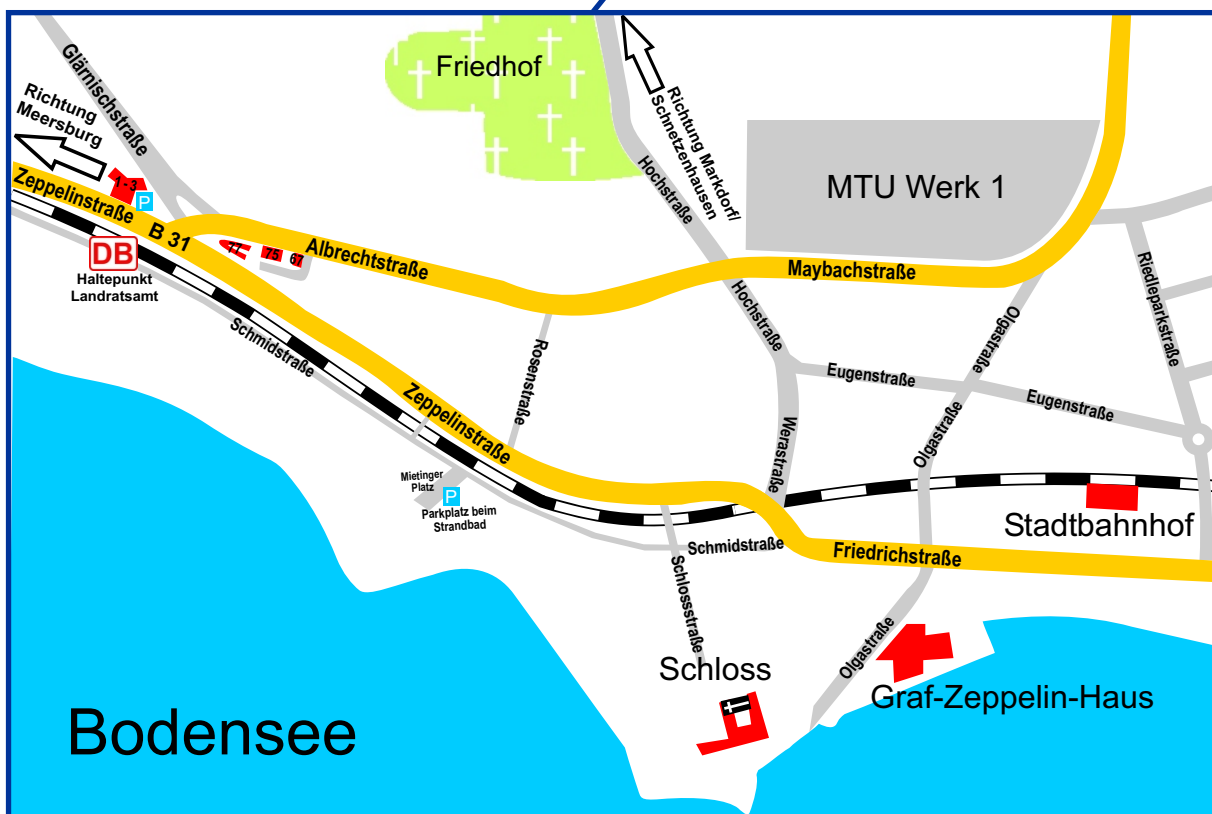 Glärnischstraße
Friedhof
Richtung
Meersburg
Richtung Markdorf/
Schnetzenhausen
Hochstraße
MTU Werk 1
1 - 3
P
Zeppelinstraße
B 31
DB
Haltepunkt
Landratsamt
77
75
67
Albrechtstraße
Maybachstraße
Riedleparkstraße
Hochstraße
Olgastraße
Schmidstraße
Rosenstraße
Eugenstraße
Eugenstraße
Zeppelinstraße
Olgastraße
Werastraße
Mietinger
Platz
P
Parkplatz beim
Strandbad
Stadtbahnhof
Schmidstraße
Friedrichstraße
Schlossstraße
Olgastraße
Schloss
Graf-Zeppelin-Haus
Bodensee